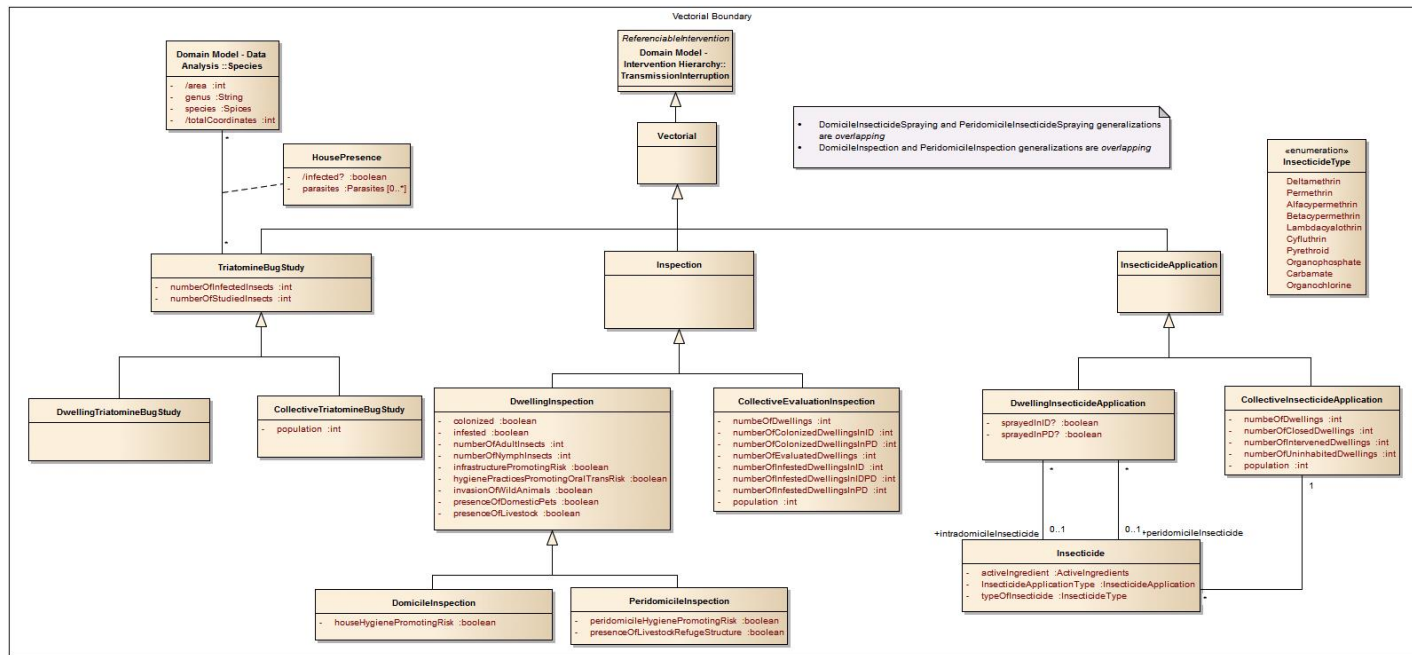 Vectorial Boundary
Domain Model - Data
Analysis ::Species
- /area :int
- genus :String
- species :Spices
- /totalCoordinates :int
ReferenciableIntervention
Domain Model -
Intervention Hierarchy::
TransmissionInterruption
Vectorial
• DomicileInsecticideSpraying and PeridomicileInsecticideSpraying generalizations
are overlapping
• DomicileInspection and PeridomicileInspection generalizations are overlapping
«enumeration»
InsecticideType
Deltamethrin
Permethrin
Alfacypermethrin
Betacypermethrin
Lambdacyalothrin
Cyfluthrin
Pyrethroid
Organophosphate
Carbamate
Organochlorine
*
HousePresence
- /infected? :boolean
- parasites :Parasites [0..*]
*
TriatomineBugStudy
- numberOfInfectedInsects :int
- numberOfStudiedInsects :int
Inspection
InsecticideApplication
DwellingTriatomineBugStudy
CollectiveTriatomineBugStudy
- population :int
DwellingInspection
- colonized :boolean
- infested :boolean
- numberOfAdultInsects :int
- numberOfNymphInsects :int
- infrastructurePromotingRisk :boolean
- hygienePracticesPromotingOralTransRisk :boolean
- invasionOfWildAnimals :boolean
- presenceOfDomesticPets :boolean
- presenceOfLivestock :boolean
CollectiveEvaluationInspection
- numbeOfDwellings :int
- numberOfColonizedDwellingsInID :int
- numberOfColonizedDwellingsInPD :int
- numberOfEvaluatedDwellings :int
- numberOfInfestedDwellingsInID :int
- numberOfInfestedDwellingsInIDPD :int
- numberOfInfestedDwellingsInPD :int
- population :int
DwellingInsecticideApplication
- sprayedInID? :boolean
- sprayedInPD? :boolean
CollectiveInsecticideApplication
- numbeOfDwellings :int
- numberOfClosedDwellings :int
- numberOfIntervenedDwellings :int
- numberOfUninhabitedDwellings :int
- population :int
* * 1
+intradomicileInsecticide 0..1 0..1 +peridomicileInsecticide
Insecticide
- activeIngredient :ActiveIngredients
- InsecticideApplicationType :InsecticideApplication
- typeOfInsecticide :InsecticideType
*
DomicileInspection
- houseHygienePromotingRisk :boolean
PeridomicileInspection
- peridomicileHygienePromotingRisk :boolean
- presenceOfLivestockRefugeStructure :boolean